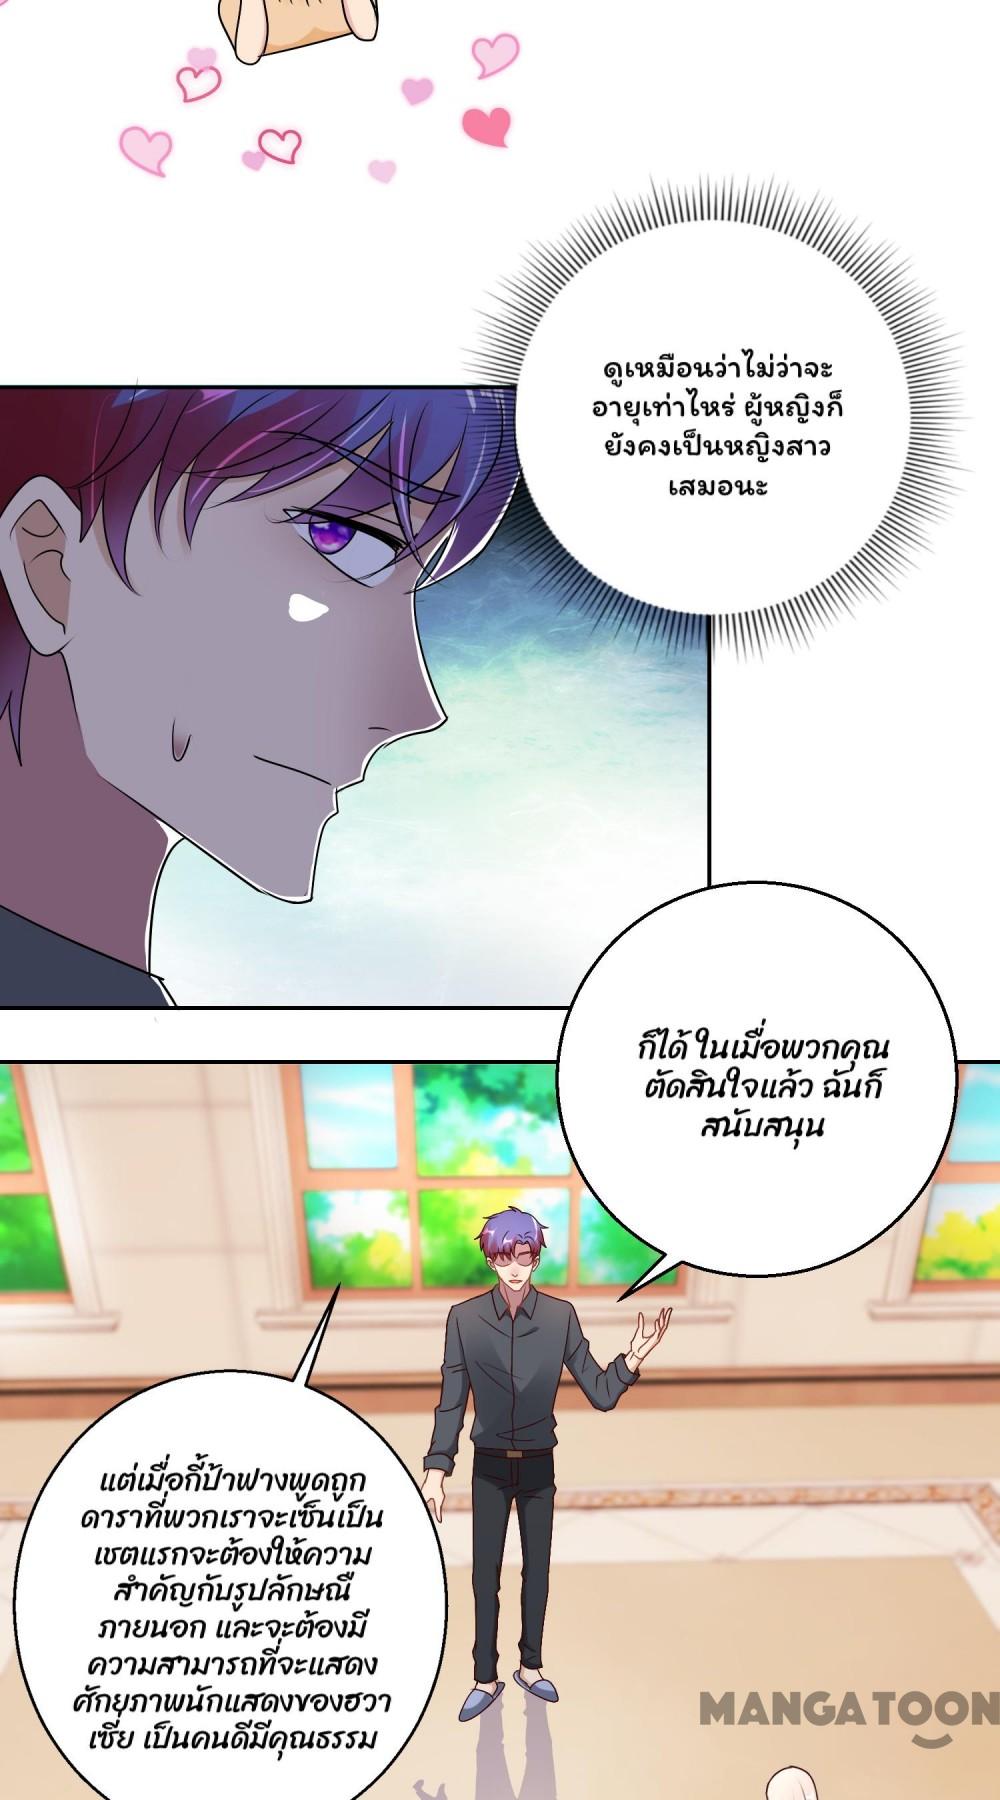 ดูเหมือนว่าไม่ว่าจะ
อายุเท่าไหร่ ผู้หญิงก็
ยังคงเป็นหญิงสาว
เสมอนะ
ก็ได้ ในเมื่อพวกคุณ
ตัดสินใจแล้ว ฉันก็
สนับสนุน
แต่เมื่อกี้ป้าฟางพูดถูก
ดาราที่พวกเราจะเซ็นเป็น
เซตแรกจะต้องให้ความ
สำคัญกับรูปลักษณ์
ภายนอก และจะต้องมี
ความสามารถที่จะแสดง
ศักยภาพนักแสดงของฮวา
เซี่ย เป็นคนดีมีคุณธรรม
MANGATOON